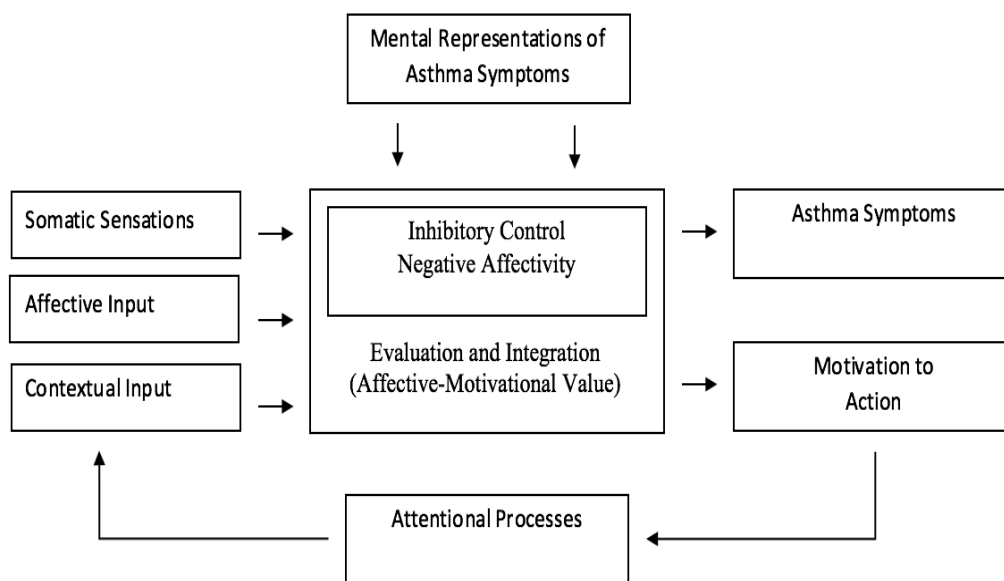 Mental Representations of
Asthma Symptoms
Somatic Sensations
Affective Input
Contextual Input
Inhibitory Control
Negative Affectivity
Evaluation and Integration
(Affective-Motivational Value)
Asthma Symptoms
Motivation to
Action
Attentional Processes